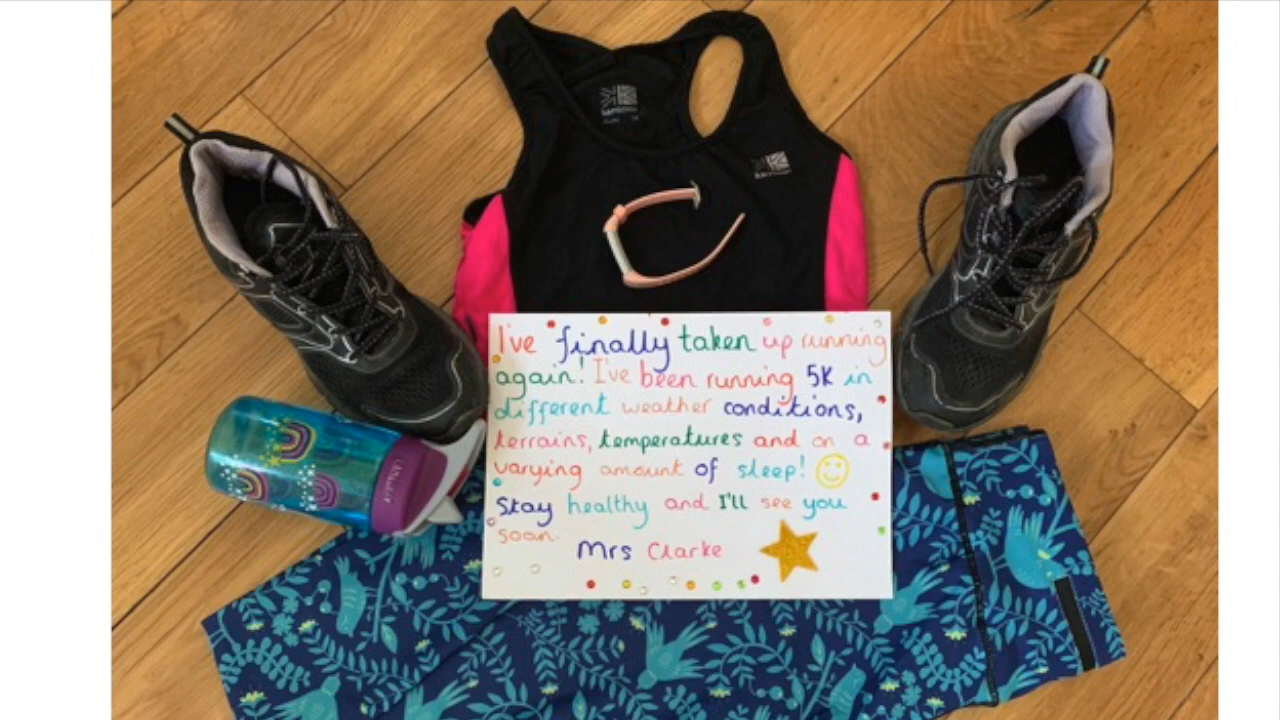 I've finally taken up running
again! I've been running 5K in
different weather conditions,
terrains, temperatures and on a
varying amount of sleep!
Stay healthy and I'll see you
soon.
Mrs Clarke